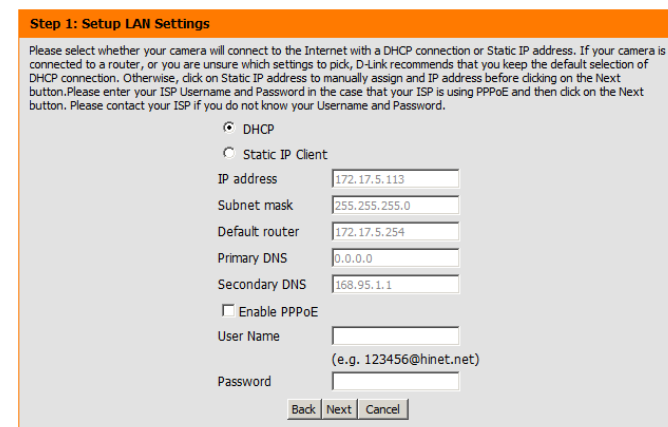 Step 1: Setup LAN Settings
Please select whether your camera will connect to the Internet with a DHCP connection or Static IP address. If your camera is
connected to a router, or you are unsure which settings to pick, D-Link recommends that you keep the default selection of
DHCP connection. Otherwise, click on Static IP address to manually assign and IP address before clicking on the Next
button.Please enter your ISP Username and Password in the case that your ISP is using PPPoE and then click on the Next
button. Please contact your ISP if you do not know your Username and Password.
DHCP
Static IP Client
IP address 172.17.5.113
Subnet mask 255.255.255.0
Default router 172.17.5.254
Primary DNS 0.0.0.0
Secondary DNS 168.95.1.1
Enable PPPoE
User Name
(e.g. 123456@hinet.net)
Password
Back Next Cancel